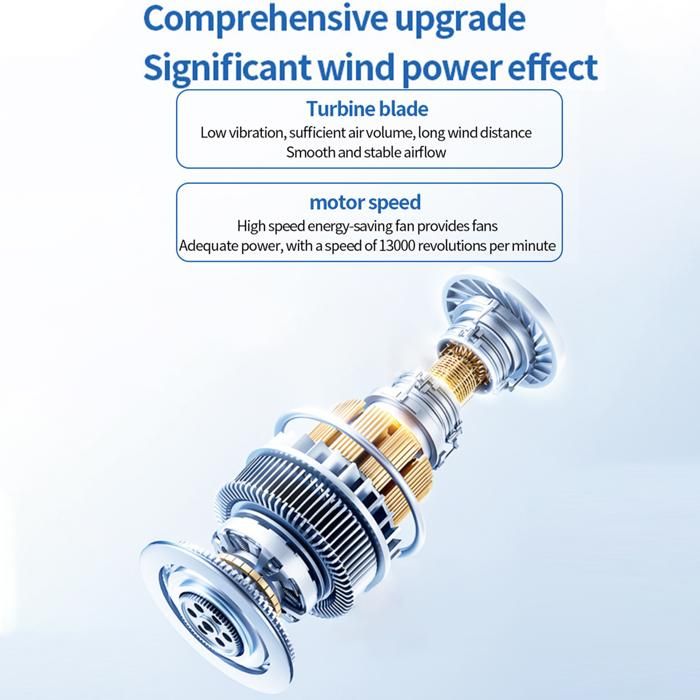 Comprehensive upgrade
Significant wind power effect
Turbine blade
Low vibration, sufficient air volume, long wind distance
Smooth and stable airflow
motor speed
High speed energy-saving fan provides fans
Adequate power, with a speed of 13000 revolutions per minute